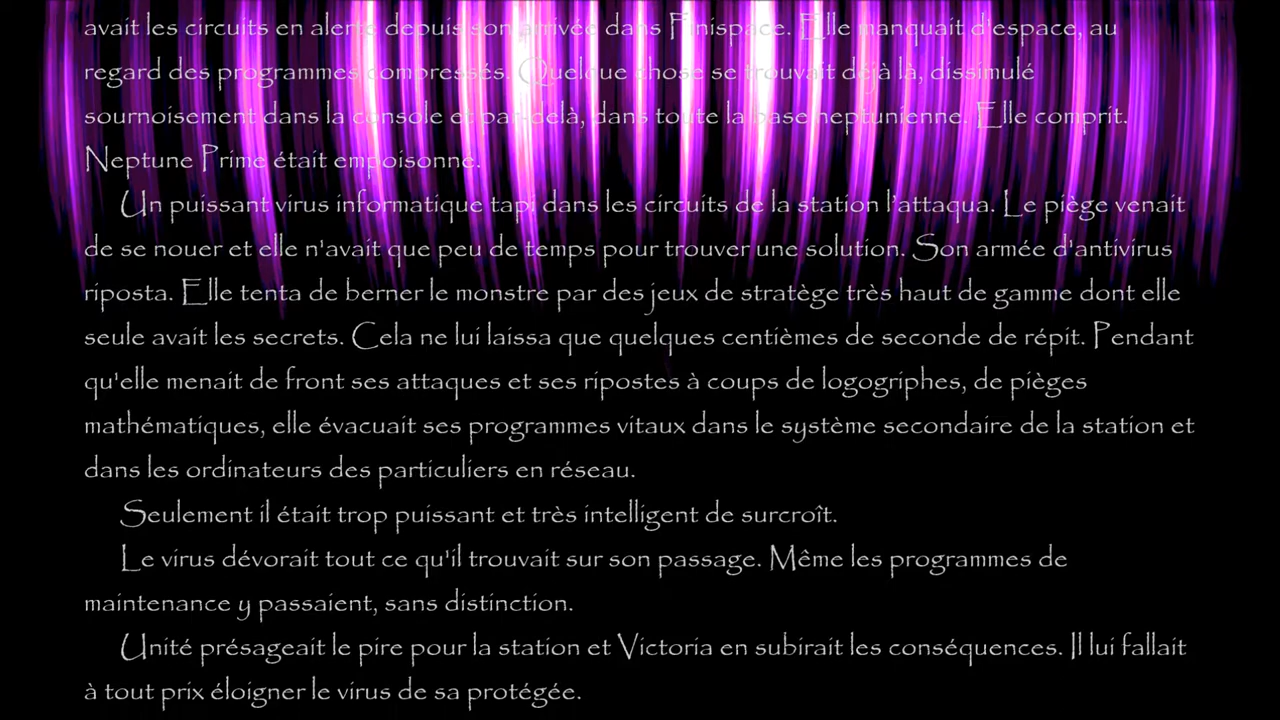 avait les circuits en alerte depuis son arrivée dans Finispace. Elle manquait d'espace, au
regard des programmes compressés. Quelque chose se trouvait déjà là, dissimulé
sournoisement dans la console et par-delà, dans toute la base neptunienne. Elle comprit.
Neptune Prime était empoisonné.
Un puissant virus informatique tapi dans les circuits de la station l'attaqua. Le piège venait
de se nouer et elle n'avait que peu de temps pour trouver une solution. Son armée d'antivirus
riposta. Elle tenta de berner le monstre par des jeux de stratège très haut de gamme dont elle
seule avait les secrets. Cela ne lui laissa que quelques centièmes de seconde de répit. Pendant
qu'elle menait de front ses attaques et ses ripostes à coups de logogriphes, de pièges
mathématiques, elle évacuait ses programmes vitaux dans le système secondaire de la station et
dans les ordinateurs des particuliers en réseau.
Seulement il était trop puissant et très intelligent de surcroît.
Le virus dévorait tout ce qu'il trouvait sur son passage. Même les programmes de
maintenance y passaient, sans distinction.
Unité présageait le pire pour la station et Victoria en subirait les conséquences. Il lui fallait
à tout prix éloigner le virus de sa protégée.